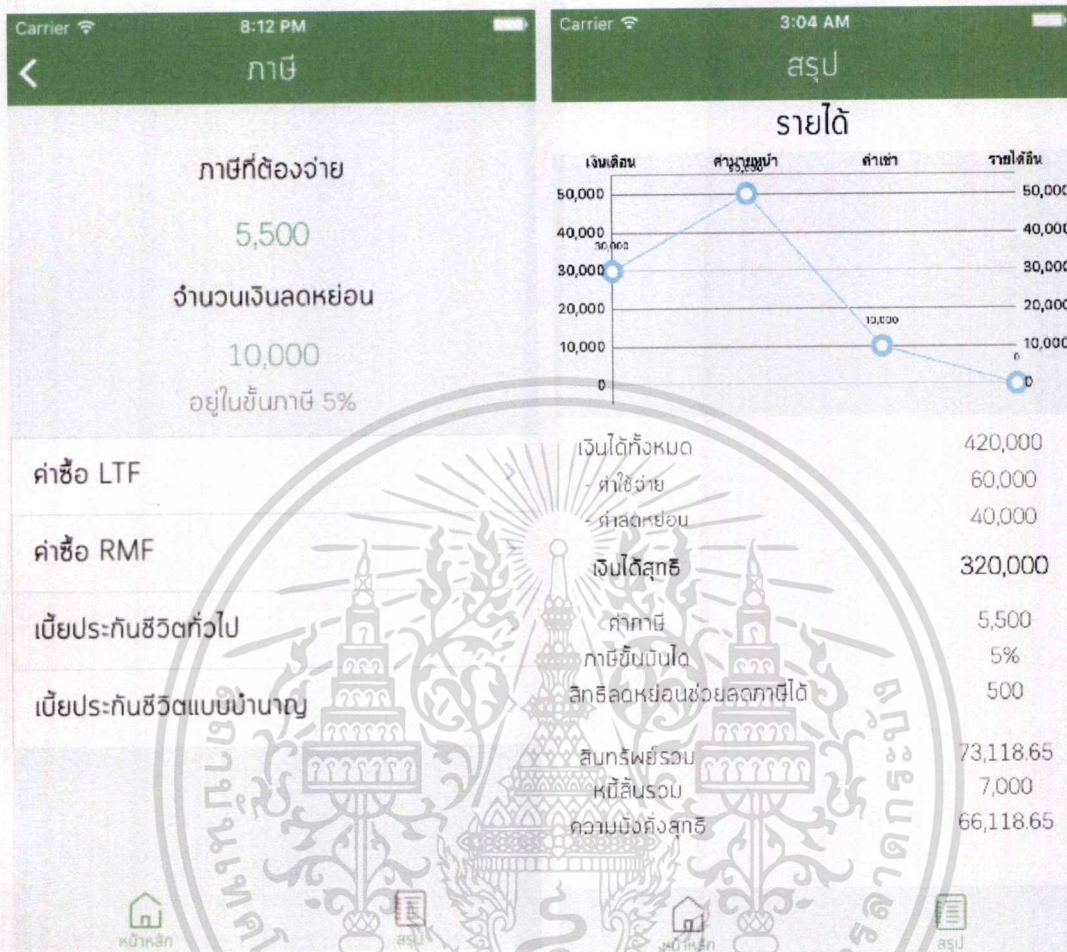 Carrier 8:12 PM
ภาษี
ภาษีที่ต้องจ่าย
5,500
จำนวนเงินลดหย่อน
10,000
อยู่ในขั้นภาษี 5%
ค่าซื้อ LTF
ค่าซื้อ RMF
เบี้ยประกันชีวิตทั่วไป
เบี้ยประกันชีวิตแบบบำนาญ
หน้าหลัก สรุป
Carrier 3:04 AM
สรุป
รายได้
เงินเดือน ค่านายหน้า ค่าเช่า รายได้อื่น
50,000
50,000 50,000
40,000 40,000
30,000
30,000 30,000
20,000 20,000
10,000
10,000 10,000
0
0 0
เงินได้ทั้งหมด 420,000
- ค่าใช้จ่าย 60,000
- ค่าลดหย่อน 40,000
เงินได้สุทธิ 320,000
ค่าภาษี 5,500
ภาษีขั้นบันได 5%
สิทธิลดหย่อนช่วยลดภาษีได้ 500
สินทรัพย์รวม 73,118.65
หนี้สินรวม 7,000
ความมั่งคั่งสุทธิ 66,118.65
หน้าหลัก สรุป